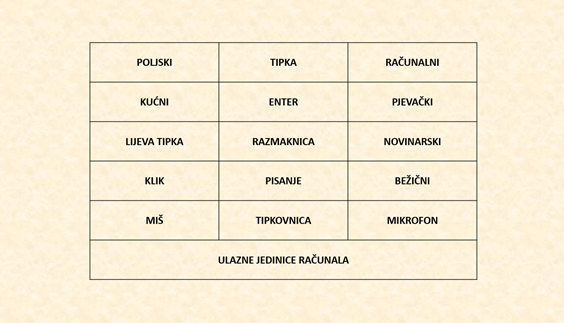 POLJSKI TIPKA RAČUNALNI
KUĆNI ENTER PJEVAČKI
LIJEVA TIPKA RAZMAKNICA NOVINARSKI
KLIK PISANJE BEŽIČNI
MIŠ TIPKOVNICA MIKROFON
ULAZNE JEDINICE RAČUNALA